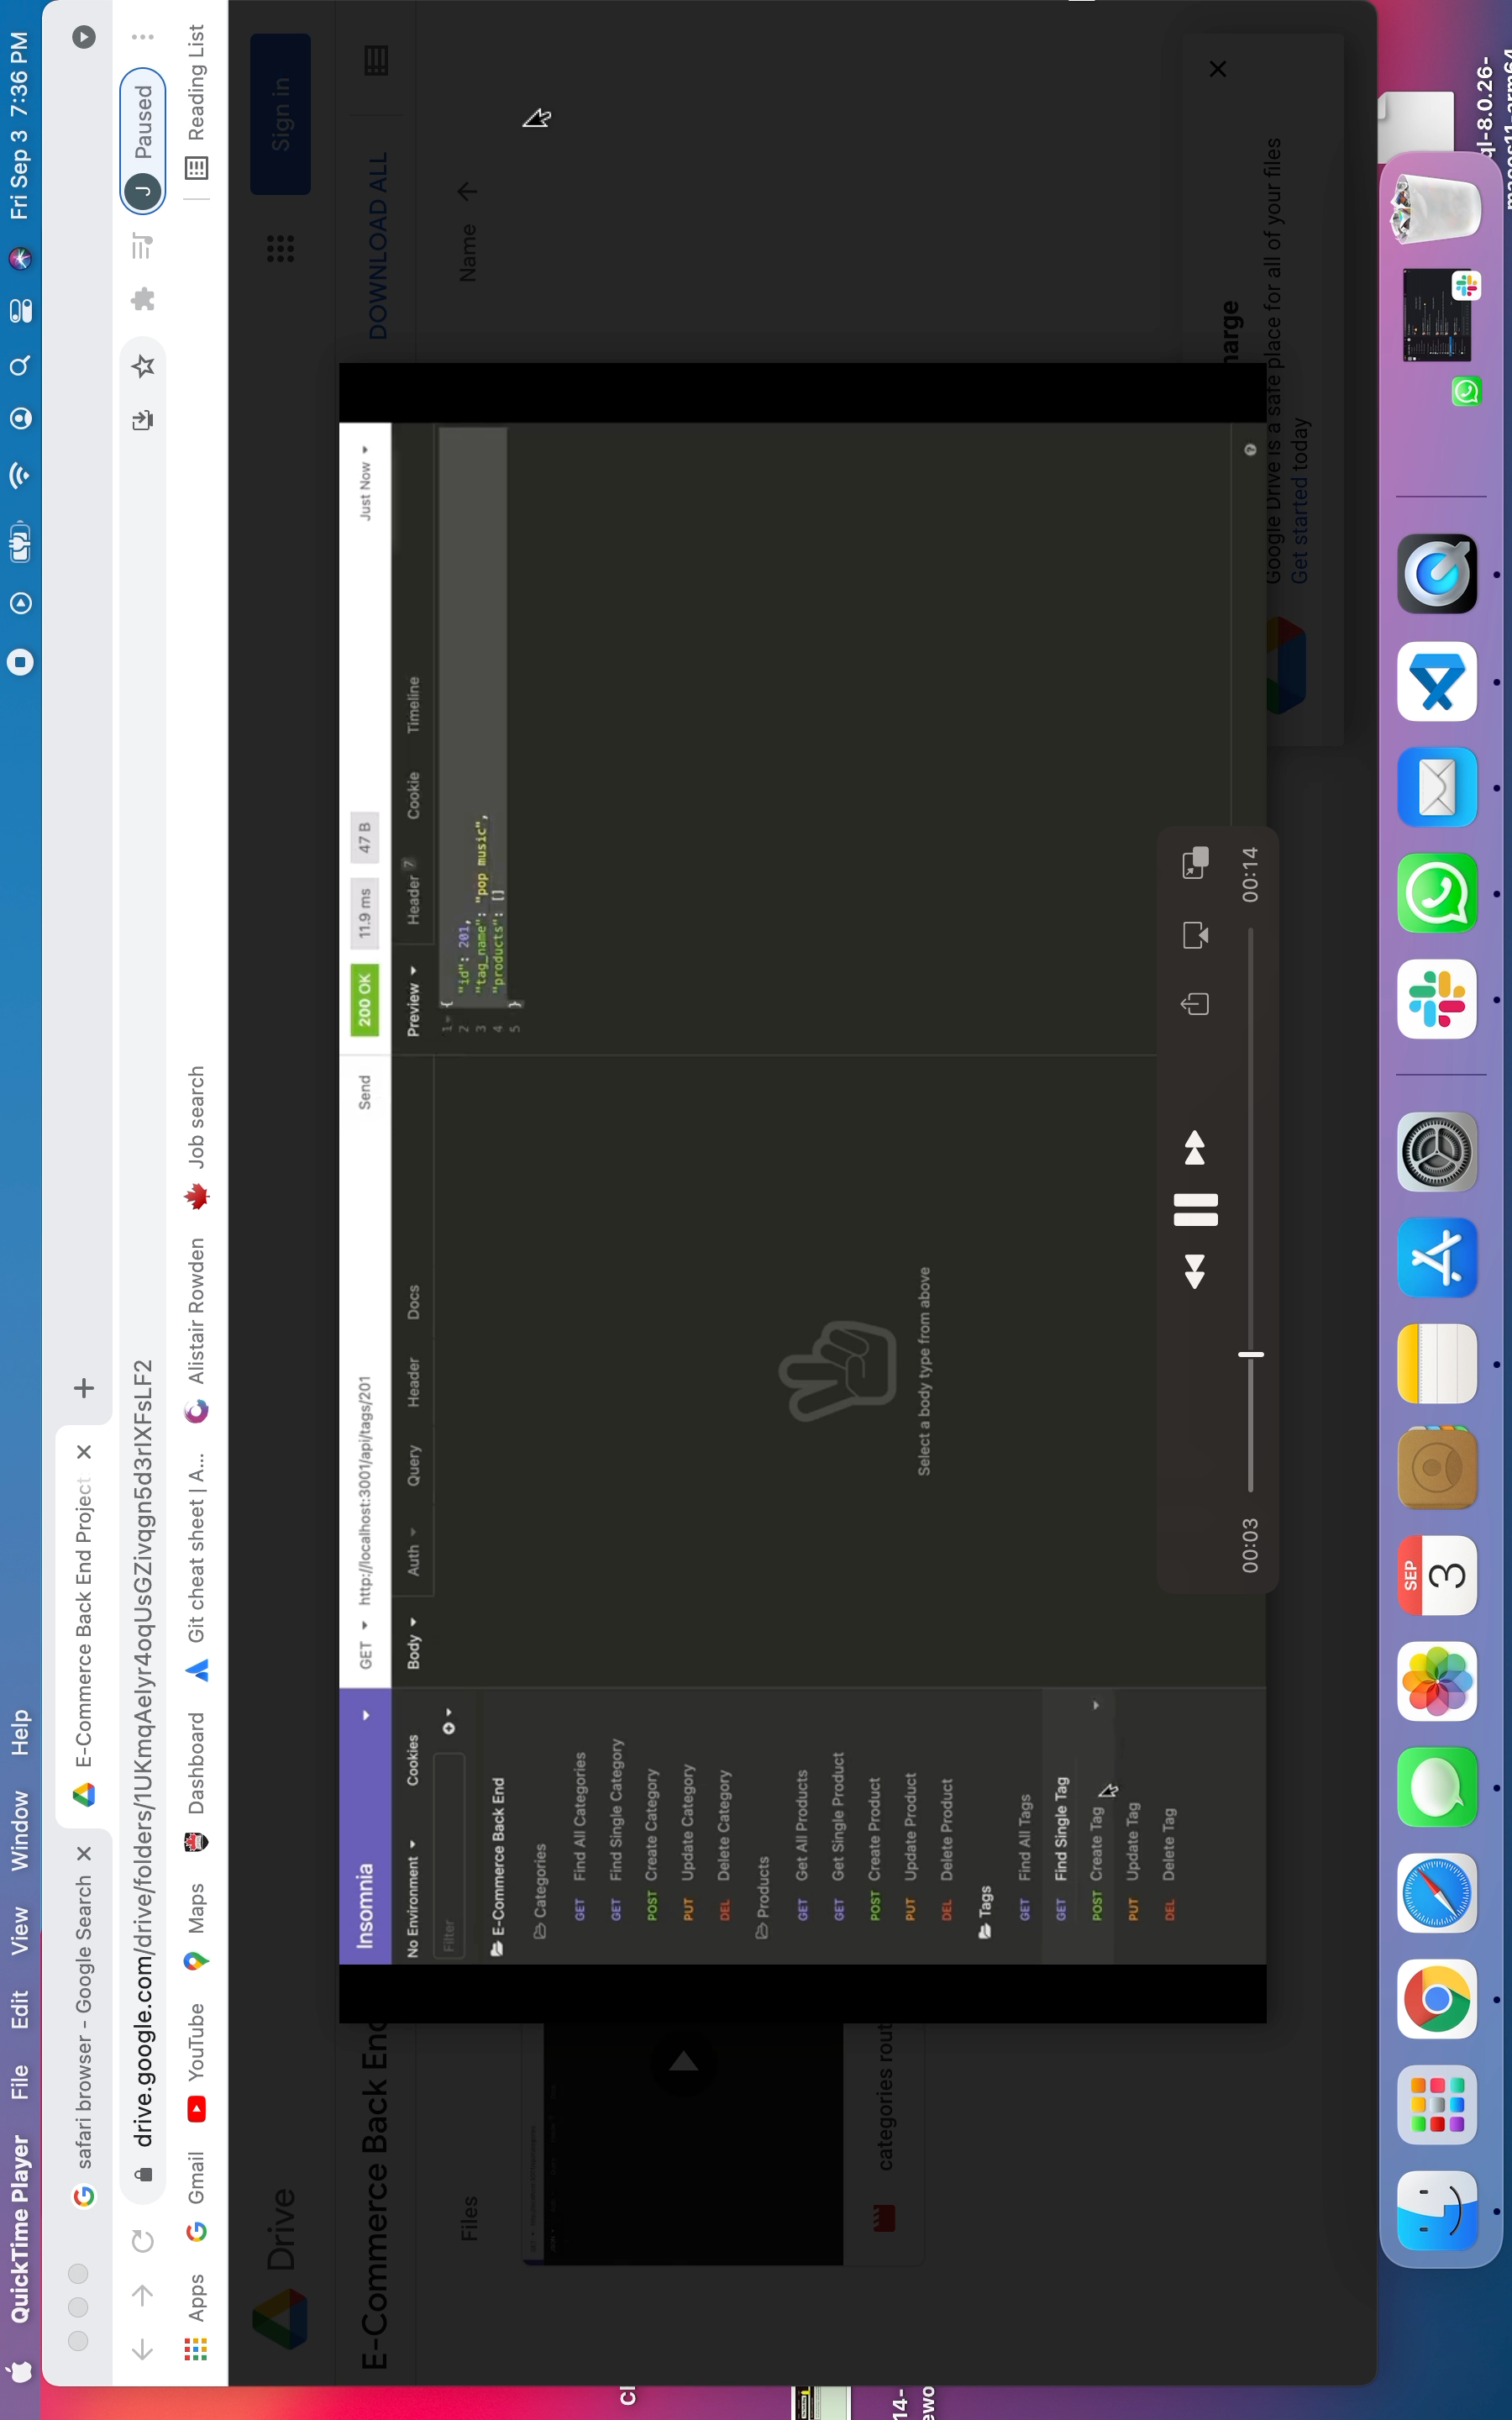 QuickTime Player File Edit View Window Help Fri Sep 3 7:36 PM
safari browser - Google Search
E-Commerce Back End Project
drive.google.com/drive/folders/1UKmqAelyr4oqUsGZivqgn5d3rIXFsLF2
J Paused
Apps Gmail YouTube Maps Dashboard Git cheat sheet | A... Alistair Rowden Job search Reading List
Drive
Sign in
E-Commerce Back End
DOWNLOAD ALL
Files
Name
categories rout
Insomnia
GET http://localhost:3001/api/tags/201
Send
200 OK 11.9 ms 47 B
Just Now
No Environment Cookies
Body Auth Query Header Docs
Preview Header 7 Cookie Timeline
Filter
E-Commerce Back End
Categories
GET Find All Categories
GET Find Single Category
POST Create Category
PUT Update Category
DEL Delete Category
Products
GET Get All Products
GET Get Single Product
POST Create Product
PUT Update Product
DEL Delete Product
Tags
GET Find All Tags
GET Find Single Tag
POST Create Tag
PUT Update Tag
DEL Delete Tag
Select a body type from above
1 {
2 "id": 201,
3 "tag_name": "pop music",
4 "products": []
5 }
00:03 00:14
harge
Google Drive is a safe place for all of your files
Get started today
SEP
3
ql-8.0.26-
macos11-arm64
14-
ewo